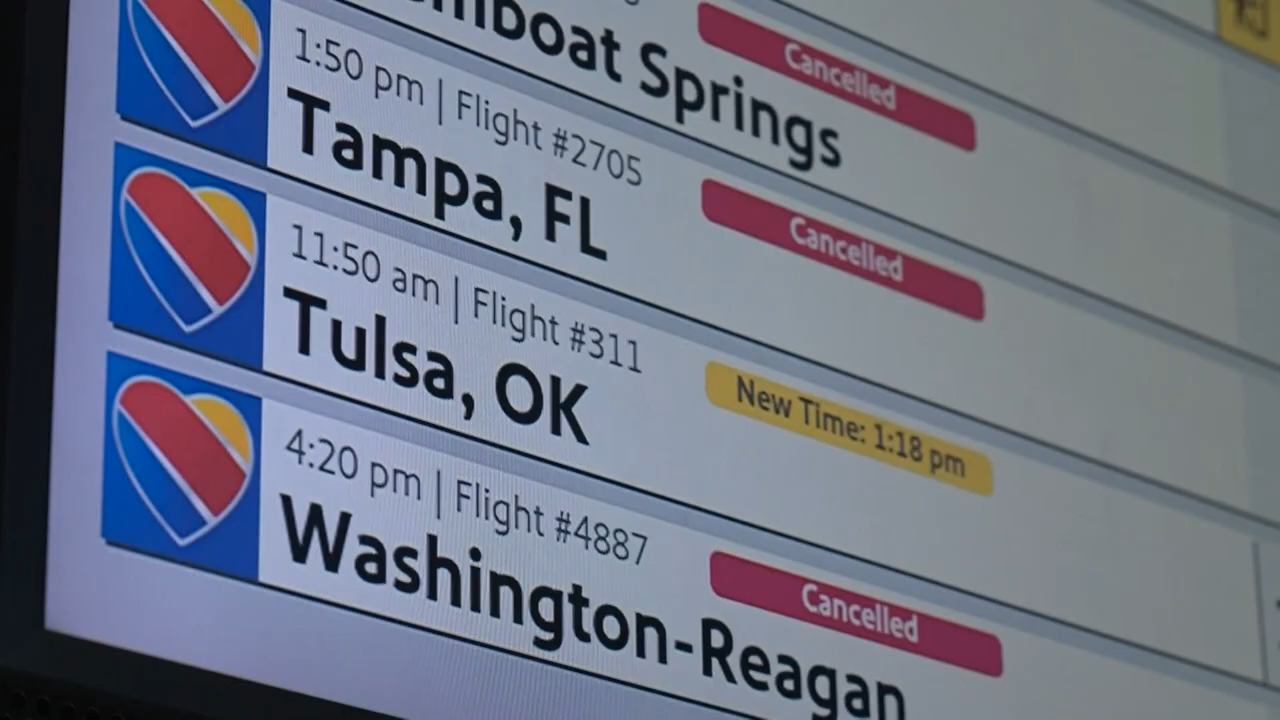 mboat Springs
Cancelled
1:50 pm | Flight #2705
Tampa, FL
Cancelled
11:50 am | Flight #311
Tulsa, OK
New Time: 1:18 pm
4:20 pm | Flight #4887
Washington-Reagan
Cancelled